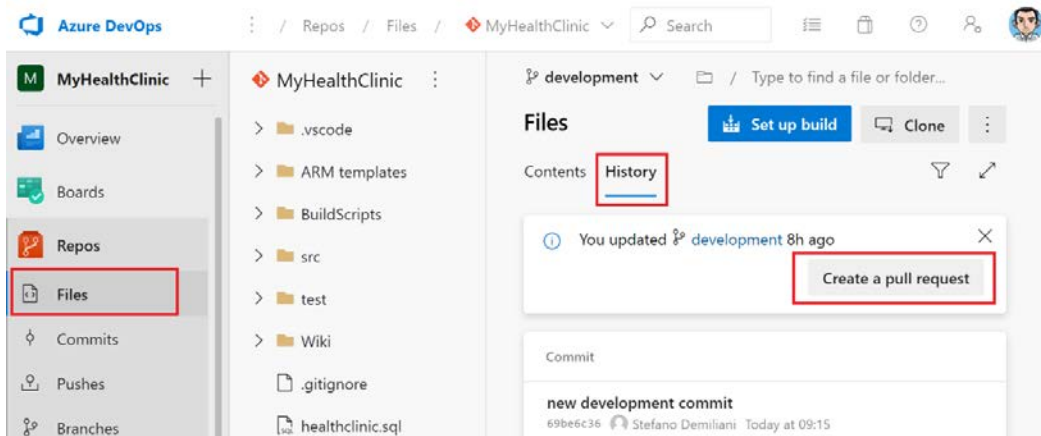 Azure DevOps
/ Repos / Files / MyHealthClinic
Search
M MyHealthClinic +
Overview
Boards
Repos
Files
Commits
Pushes
Branches
MyHealthClinic
.vscode
ARM templates
BuildScripts
src
test
Wiki
.gitignore
healthclinic.sql
development / Type to find a file or folder...
Files
Set up build
Clone
Contents History
You updated development 8h ago
Create a pull request
Commit
new development commit
69be6c36 Stefano Demiliani Today at 09:15